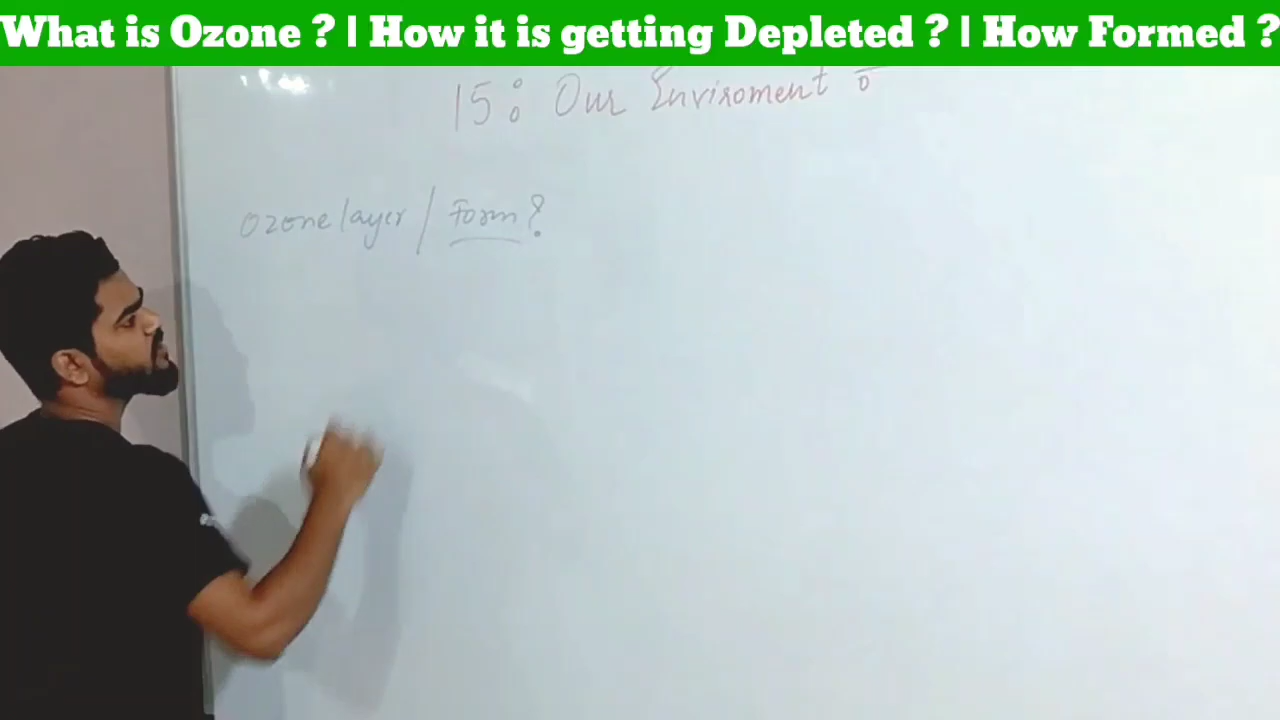 What is Ozone ? | How it is getting Depleted ? | How Formed ?
15: Our Enviroment :
Ozone layer / Form?